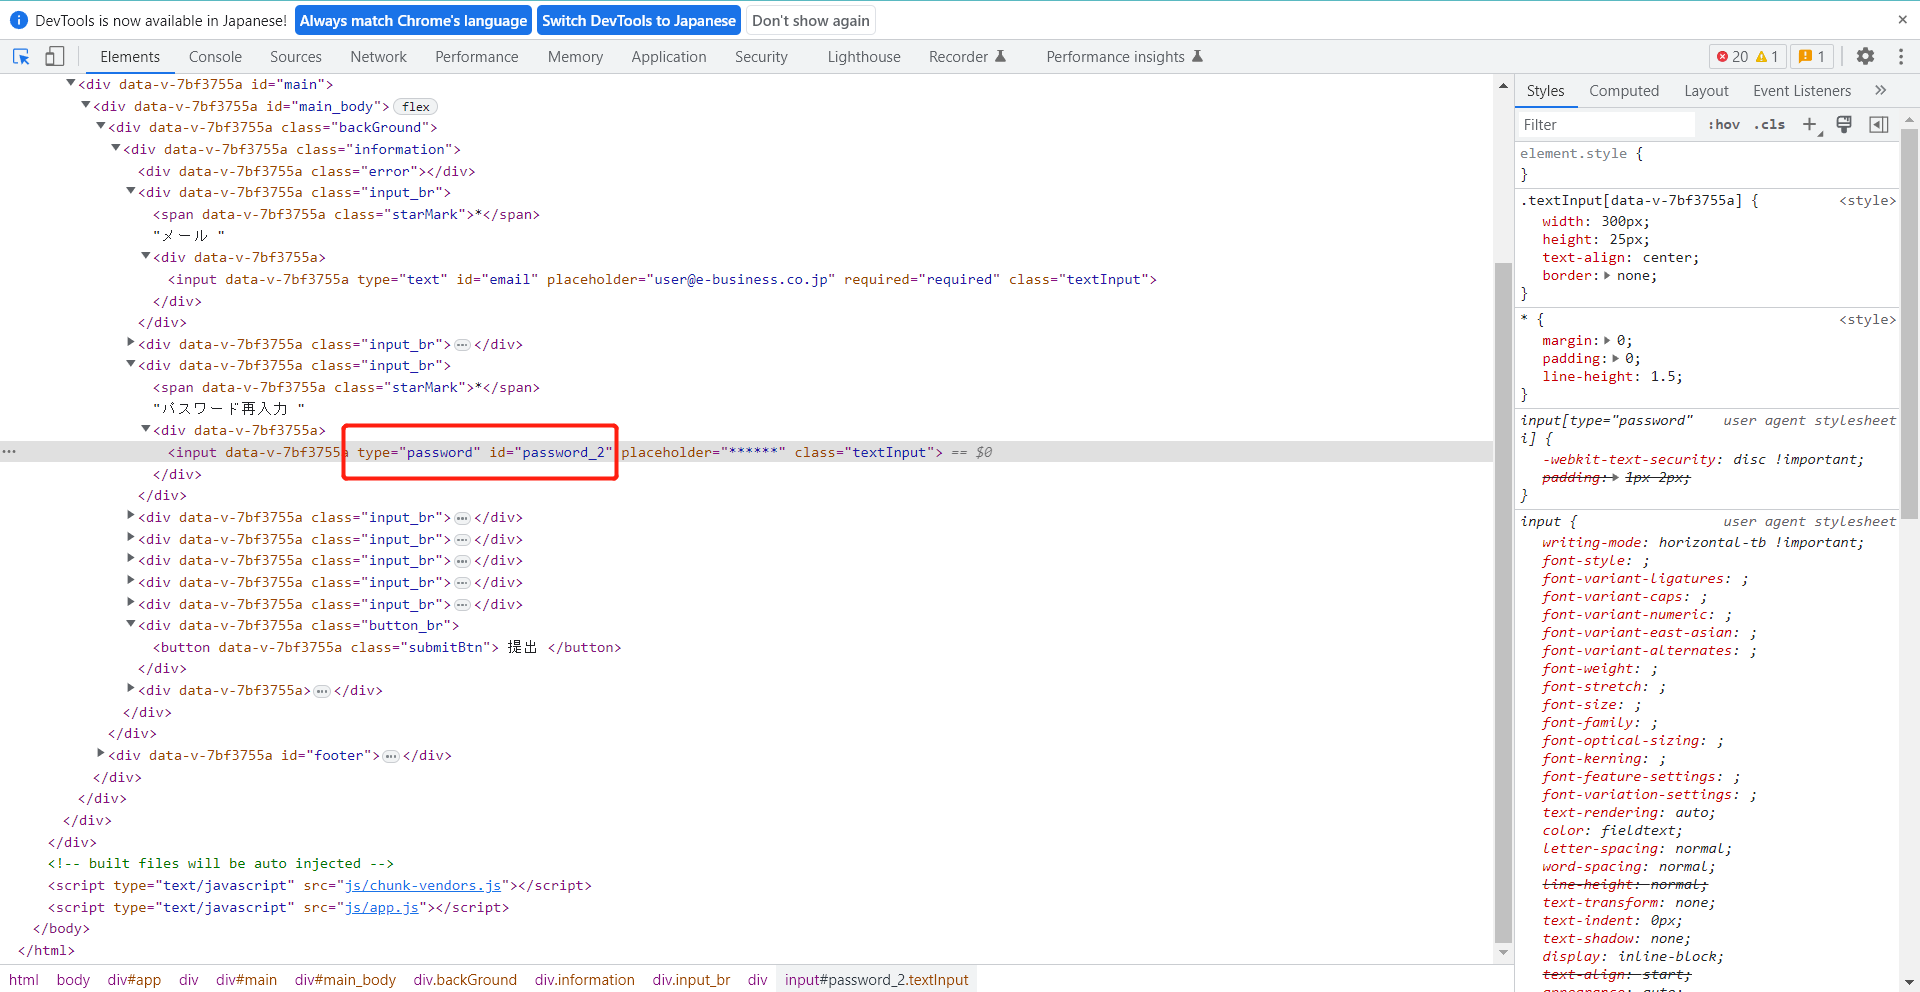 DevTools is now available in Japanese! Always match Chrome's language Switch DevTools to Japanese Don't show again ×
Elements Console Sources Network Performance Memory Application Security Lighthouse Recorder Performance insights 20 1 1
<div data-v-7bf3755a id="main">
<div data-v-7bf3755a id="main_body"> flex
<div data-v-7bf3755a class="backGround">
<div data-v-7bf3755a class="information">
<div data-v-7bf3755a class="error"></div>
<div data-v-7bf3755a class="input_br">
<span data-v-7bf3755a class="starMark">*</span>
"メール "
<div data-v-7bf3755a>
<input data-v-7bf3755a type="text" id="email" placeholder="user@e-business.co.jp" required="required" class="textInput">
</div>
</div>
<div data-v-7bf3755a class="input_br">…</div>
<div data-v-7bf3755a class="input_br">
<span data-v-7bf3755a class="starMark">*</span>
"パスワード再入力 "
<div data-v-7bf3755a>
… <input data-v-7bf3755a type="password" id="password_2" placeholder="******" class="textInput"> == $0
</div>
</div>
<div data-v-7bf3755a class="input_br">…</div>
<div data-v-7bf3755a class="input_br">…</div>
<div data-v-7bf3755a class="input_br">…</div>
<div data-v-7bf3755a class="input_br">…</div>
<div data-v-7bf3755a class="input_br">…</div>
<div data-v-7bf3755a class="button_br">
<button data-v-7bf3755a class="submitBtn"> 提出 </button>
</div>
<div data-v-7bf3755a>…</div>
</div>
</div>
<div data-v-7bf3755a id="footer">…</div>
</div>
</div>
</div>
</div>
<!-- built files will be auto injected -->
<script type="text/javascript" src="js/chunk-vendors.js"></script>
<script type="text/javascript" src="js/app.js"></script>
</body>
</html>
html body div#app div div#main div#main_body div.backGround div.information div.input_br div input#password_2.textInput
Styles Computed Layout Event Listeners »
Filter :hov .cls +
element.style {
}
.textInput[data-v-7bf3755a] { <style>
width: 300px;
height: 25px;
text-align: center;
border: none;
}
* { <style>
margin: 0;
padding: 0;
line-height: 1.5;
}
input[type="password" user agent stylesheet
i] {
-webkit-text-security: disc !important;
padding: 1px 2px;
}
input { user agent stylesheet
writing-mode: horizontal-tb !important;
font-style: ;
font-variant-ligatures: ;
font-variant-caps: ;
font-variant-numeric: ;
font-variant-east-asian: ;
font-variant-alternates: ;
font-weight: ;
font-stretch: ;
font-size: ;
font-family: ;
font-optical-sizing: ;
font-kerning: ;
font-feature-settings: ;
font-variation-settings: ;
text-rendering: auto;
color: fieldtext;
letter-spacing: normal;
word-spacing: normal;
line-height: normal;
text-transform: none;
text-indent: 0px;
text-shadow: none;
display: inline-block;
text-align: start;
appearance: auto;